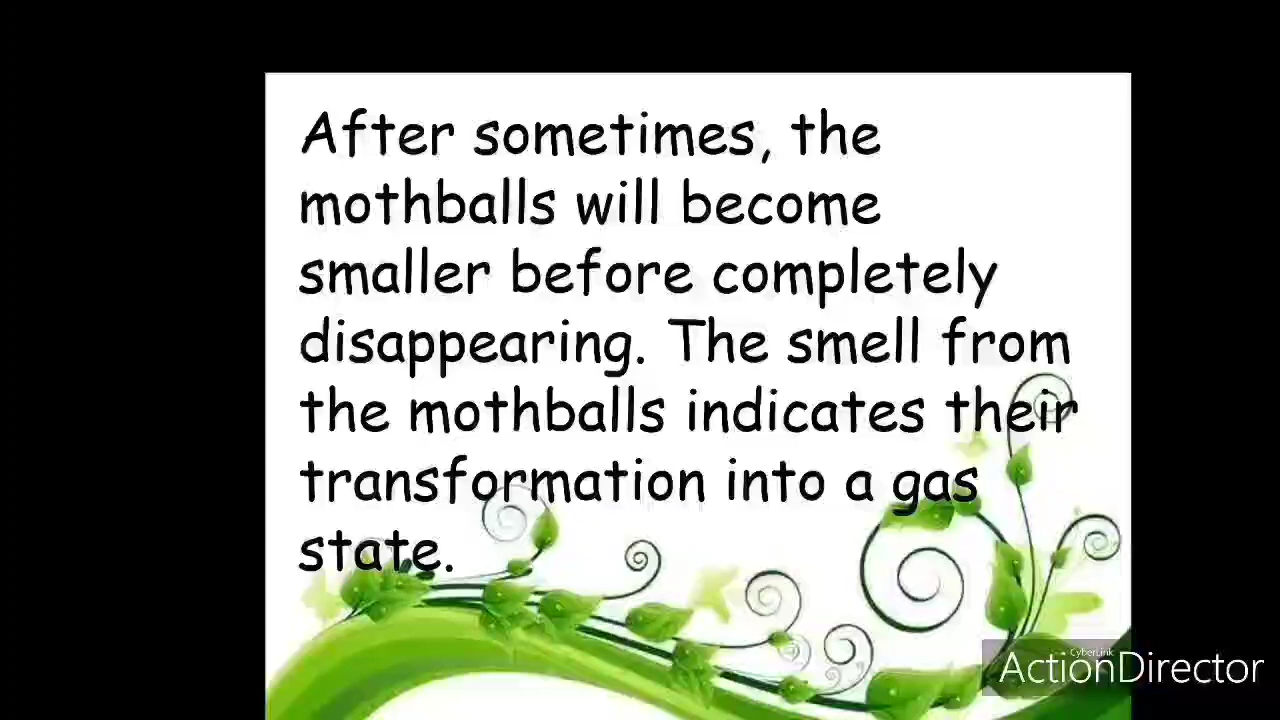 After sometimes, the
mothballs will become
smaller before completely
disappearing. The smell from
the mothballs indicates their
transformation into a gas
state.
CyberLink
ActionDirector